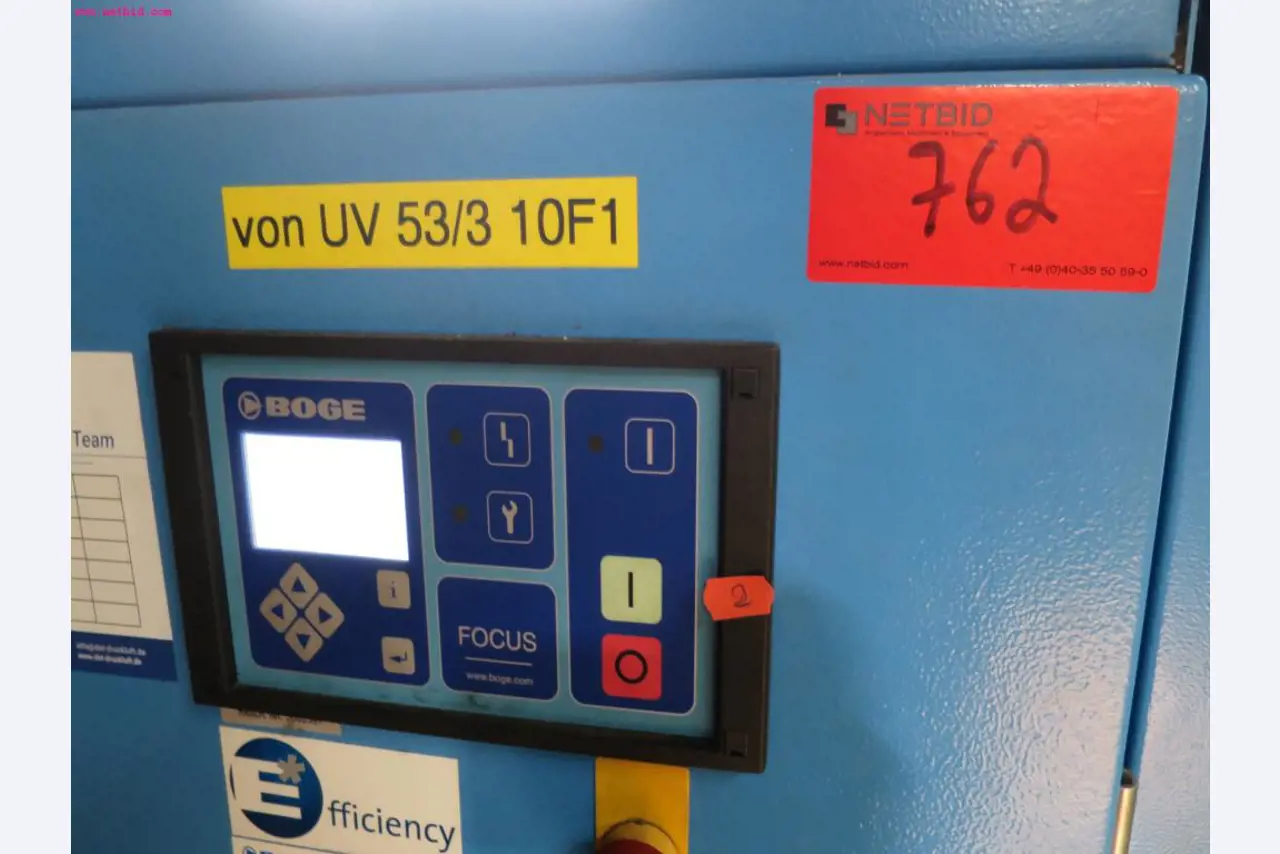 www.netbid.com
NETBID
762
www.netbid.com
T +49 (0)40-35 50 59-0
von UV 53/3 10F1
Team
BOGE
i
FOCUS
www.boge.com
2
E*fficiency